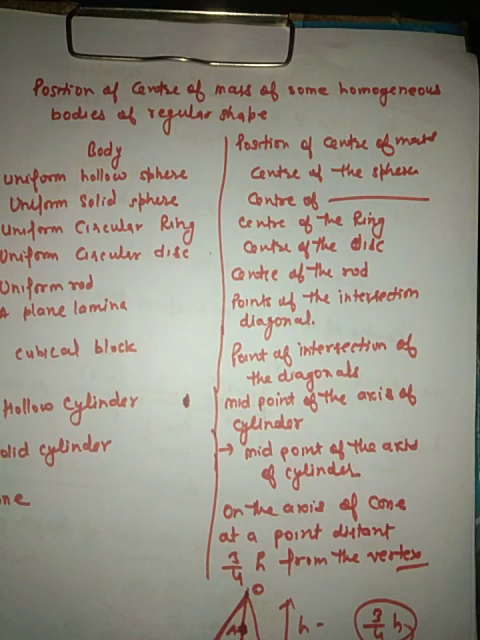 Position of Centre of mass of some homogeneous
bodies of regular shape
Body
Position of Centre of mass
Uniform hollow sphere
Centre of the sphere
Uniform Solid sphere
Centre of
Uniform Circular Ring
Centre of the Ring
Uniform Circular disc
Centre of the disc
Uniform rod
Centre of the rod
A plane lamina
Points of the intersection
diagonal.
cubical block
Point of intersection of
the diagonals
Hollow Cylinder
mid point of the axis of
cylinder
olid cylinder
→ mid point of the axis
of cylinder
one
on the axis of Cone
at a point distant
3/4 h from the vertex
O
h -
3/4 h